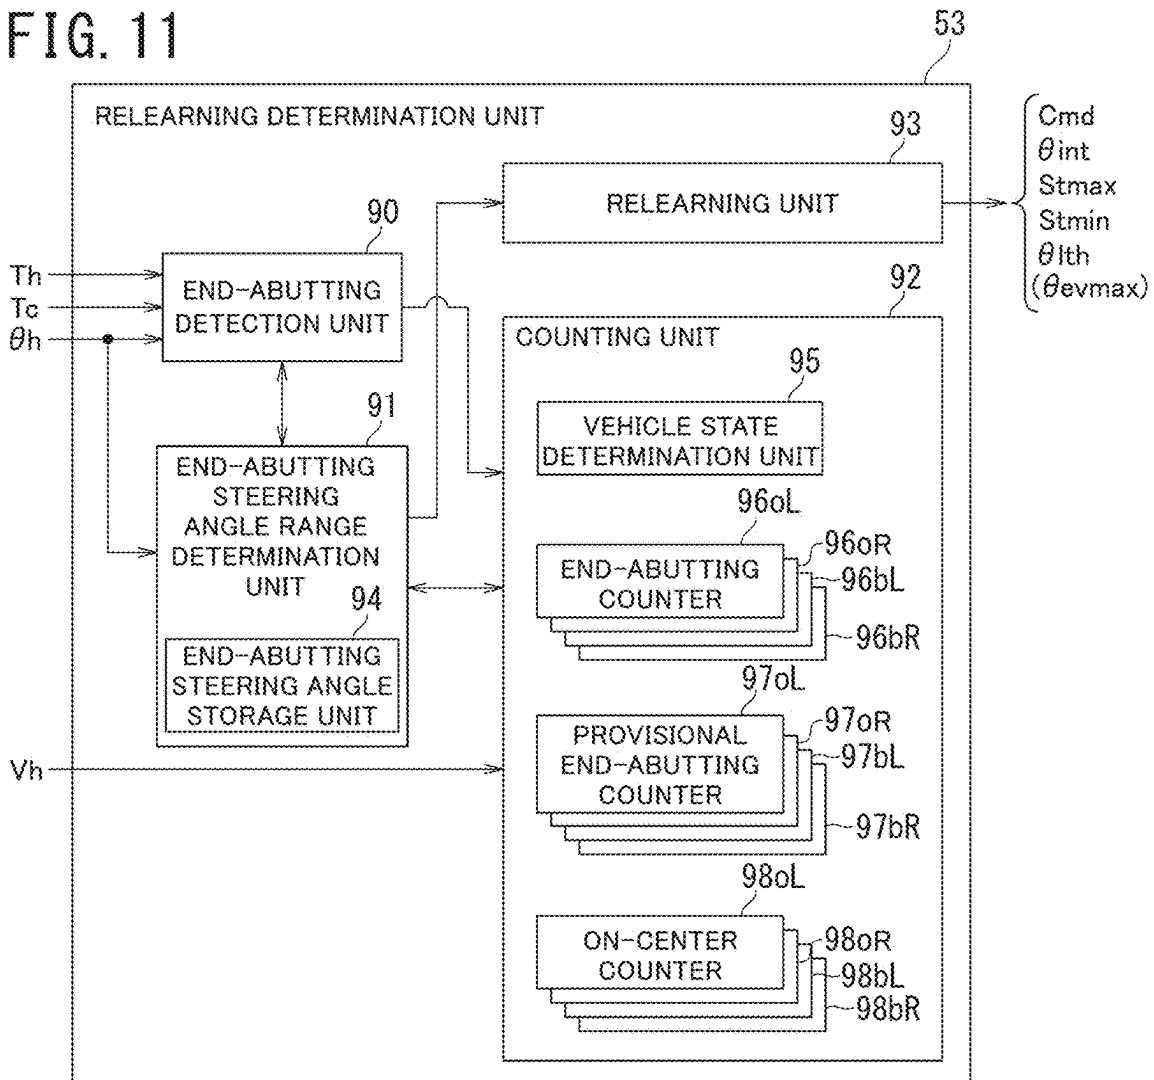 FIG. 11
53
RELEARNING DETERMINATION UNIT
93
RELEARNING UNIT
Cmd
θint
Stmax
Stmin
θlth
(θevmax)
90
Th
Tc
θh
END-ABUTTING
DETECTION UNIT
92
COUNTING UNIT
95
VEHICLE STATE
DETERMINATION UNIT
91
END-ABUTTING
STEERING
ANGLE RANGE
DETERMINATION
UNIT
94
END-ABUTTING
STEERING ANGLE
STORAGE UNIT
96oL
96oR
96bL
96bR
END-ABUTTING
COUNTER
97oL
97oR
97bL
97bR
PROVISIONAL
END-ABUTTING
COUNTER
Vh
98oL
98oR
98bL
98bR
ON-CENTER
COUNTER